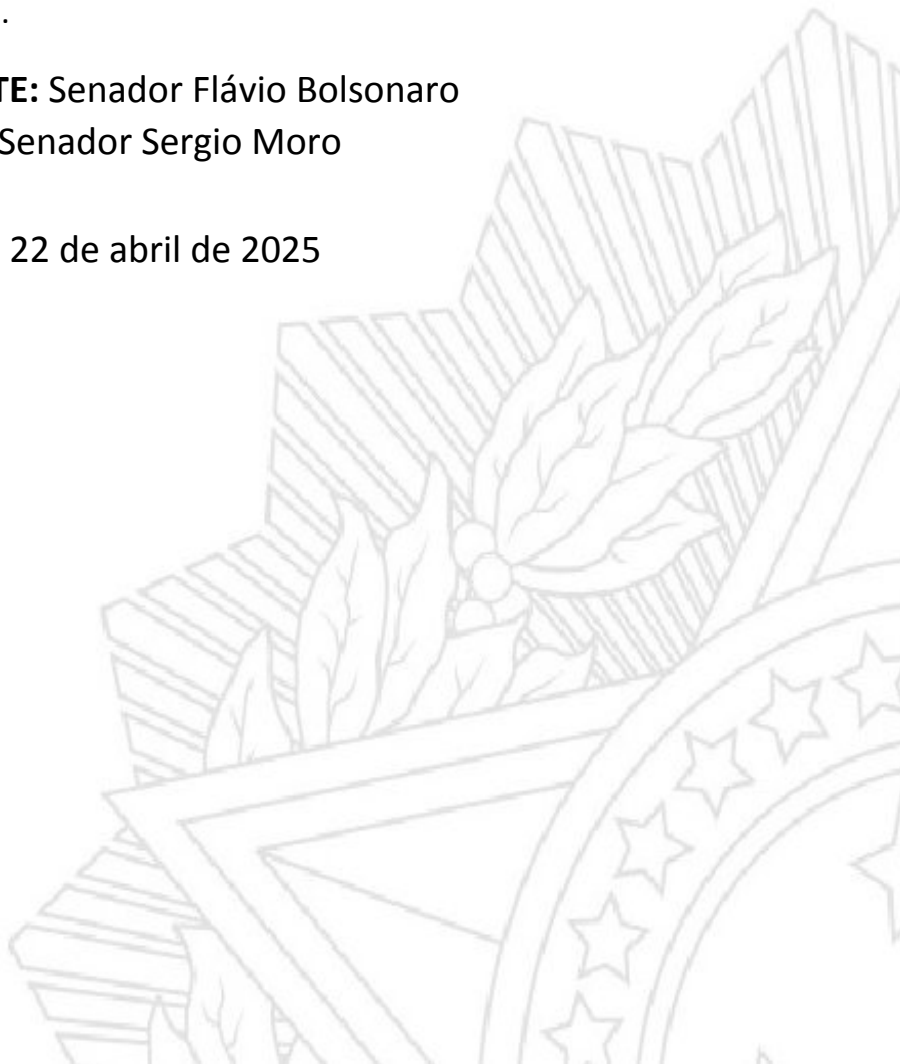 .
TE: Senador Flávio Bolsonaro
Senador Sergio Moro
22 de abril de 2025